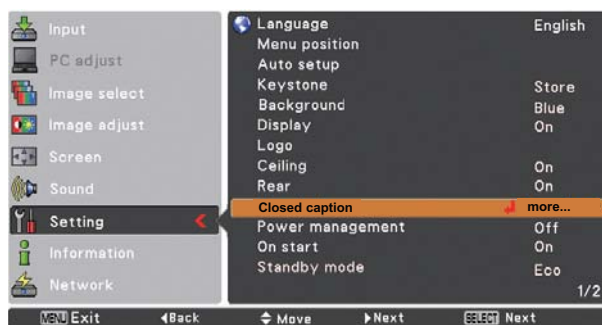 Input
PC adjust
Image select
Image adjust
Screen
Sound
Setting
Information
Network
Language English
Menu position
Auto setup
Keystone Store
Background Blue
Display On
Logo
Ceiling On
Rear On
Closed caption more...
Power management Off
On start On
Standby mode Eco
1/2
MENU Exit Back Move Next SELECT Next